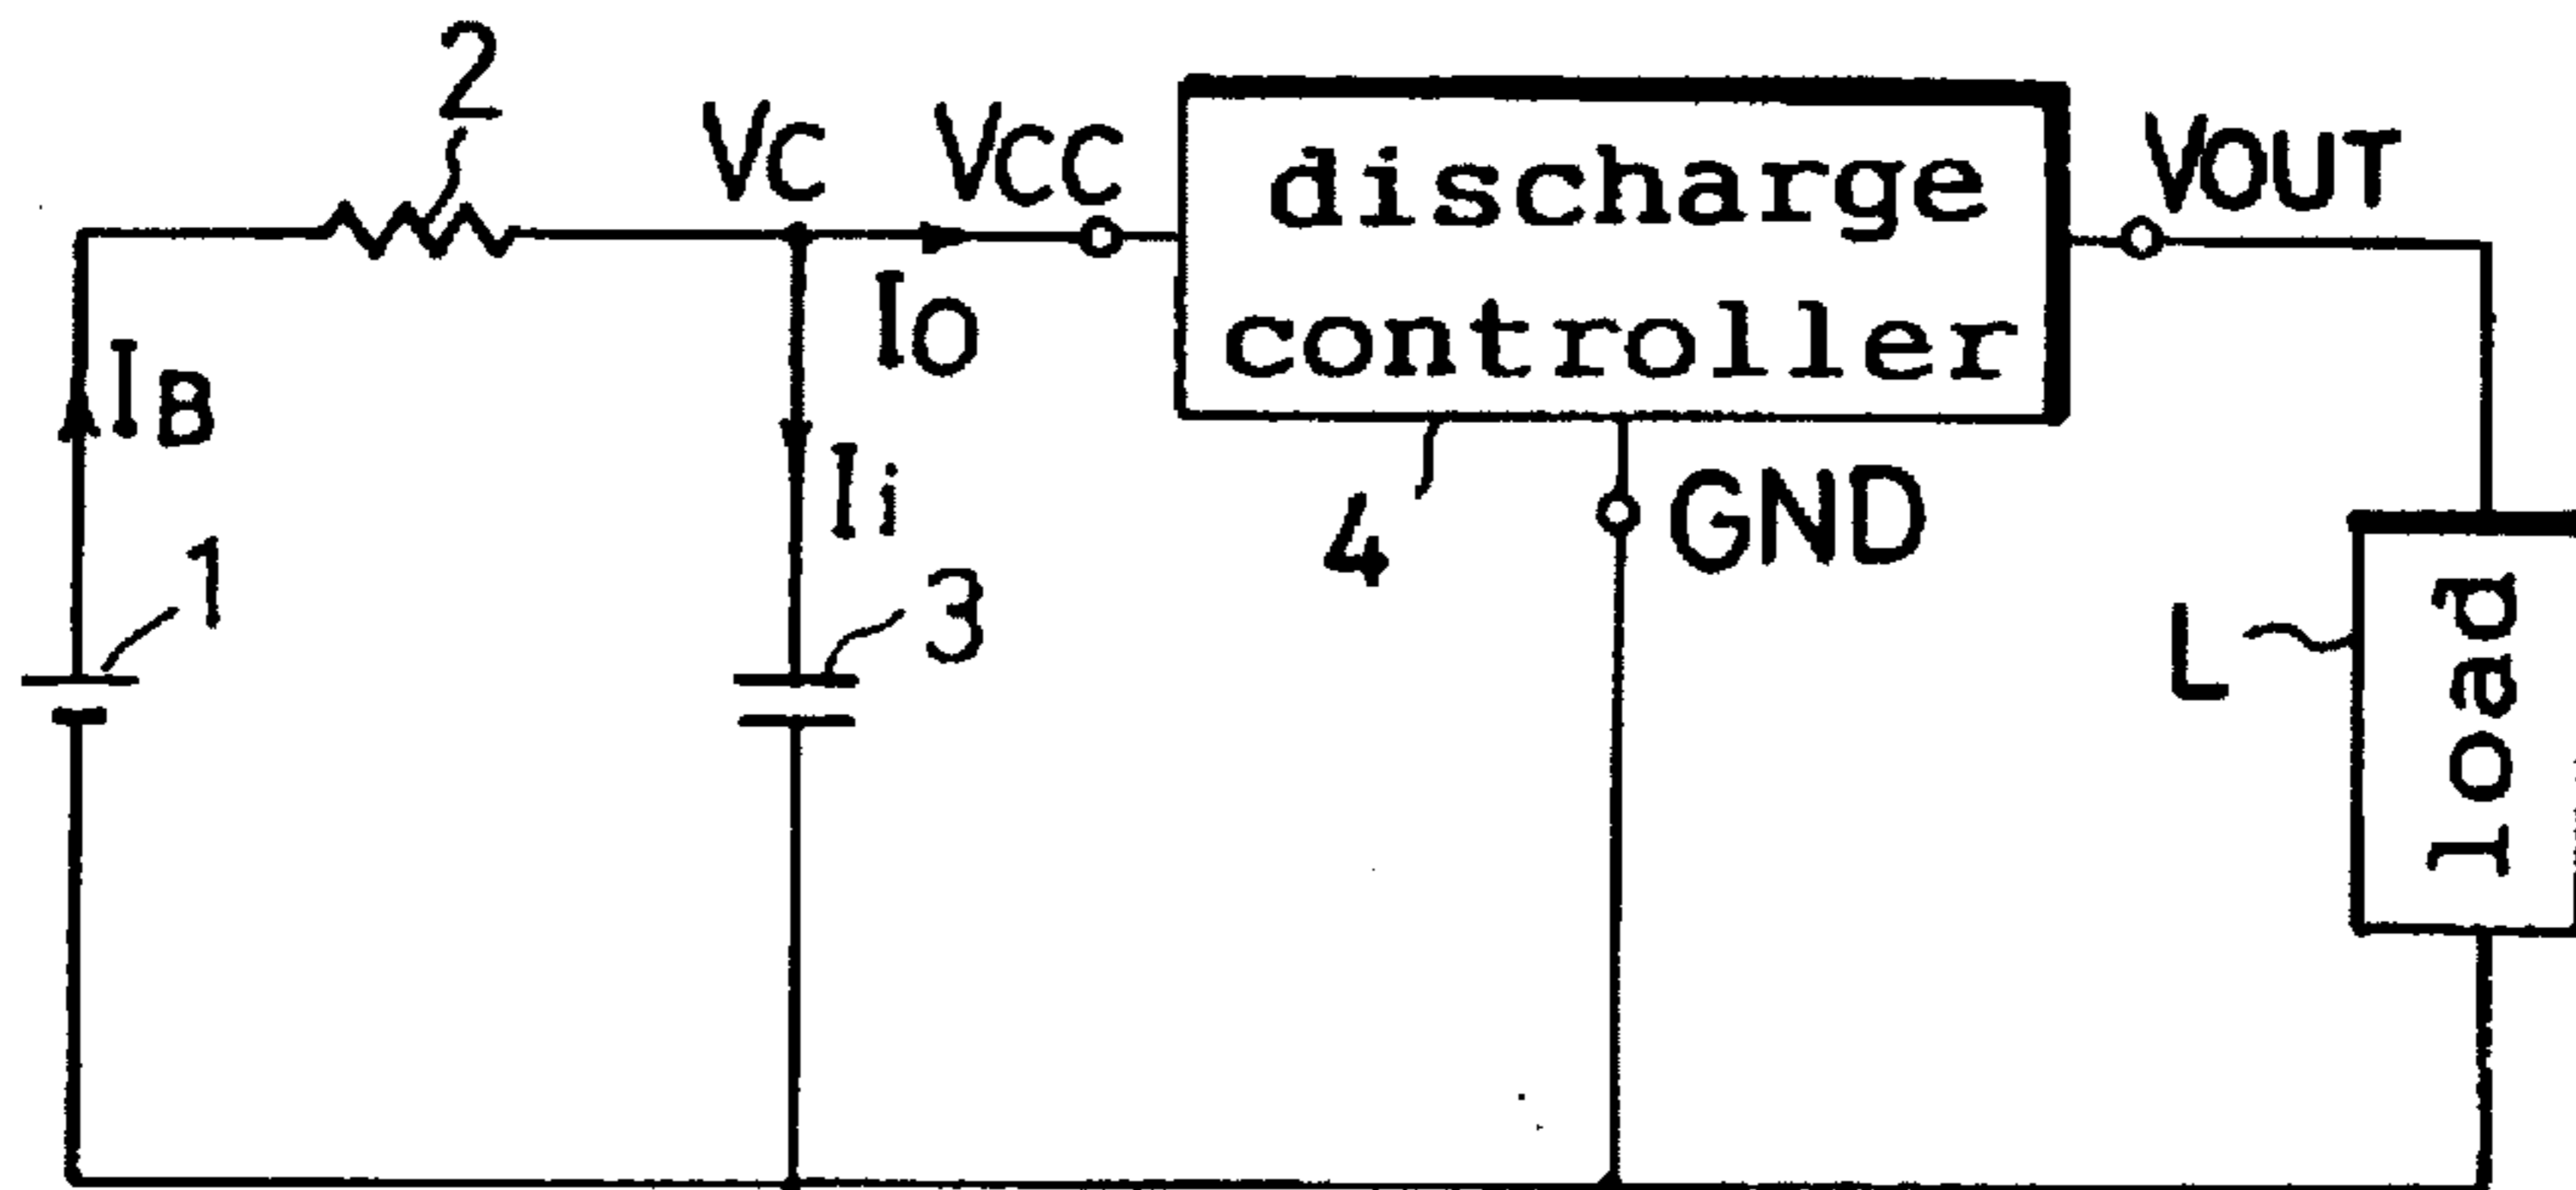 2
VC
VCC
discharge
controller
VOUT
IO
IB
Ii
1
3
4
GND
L
load